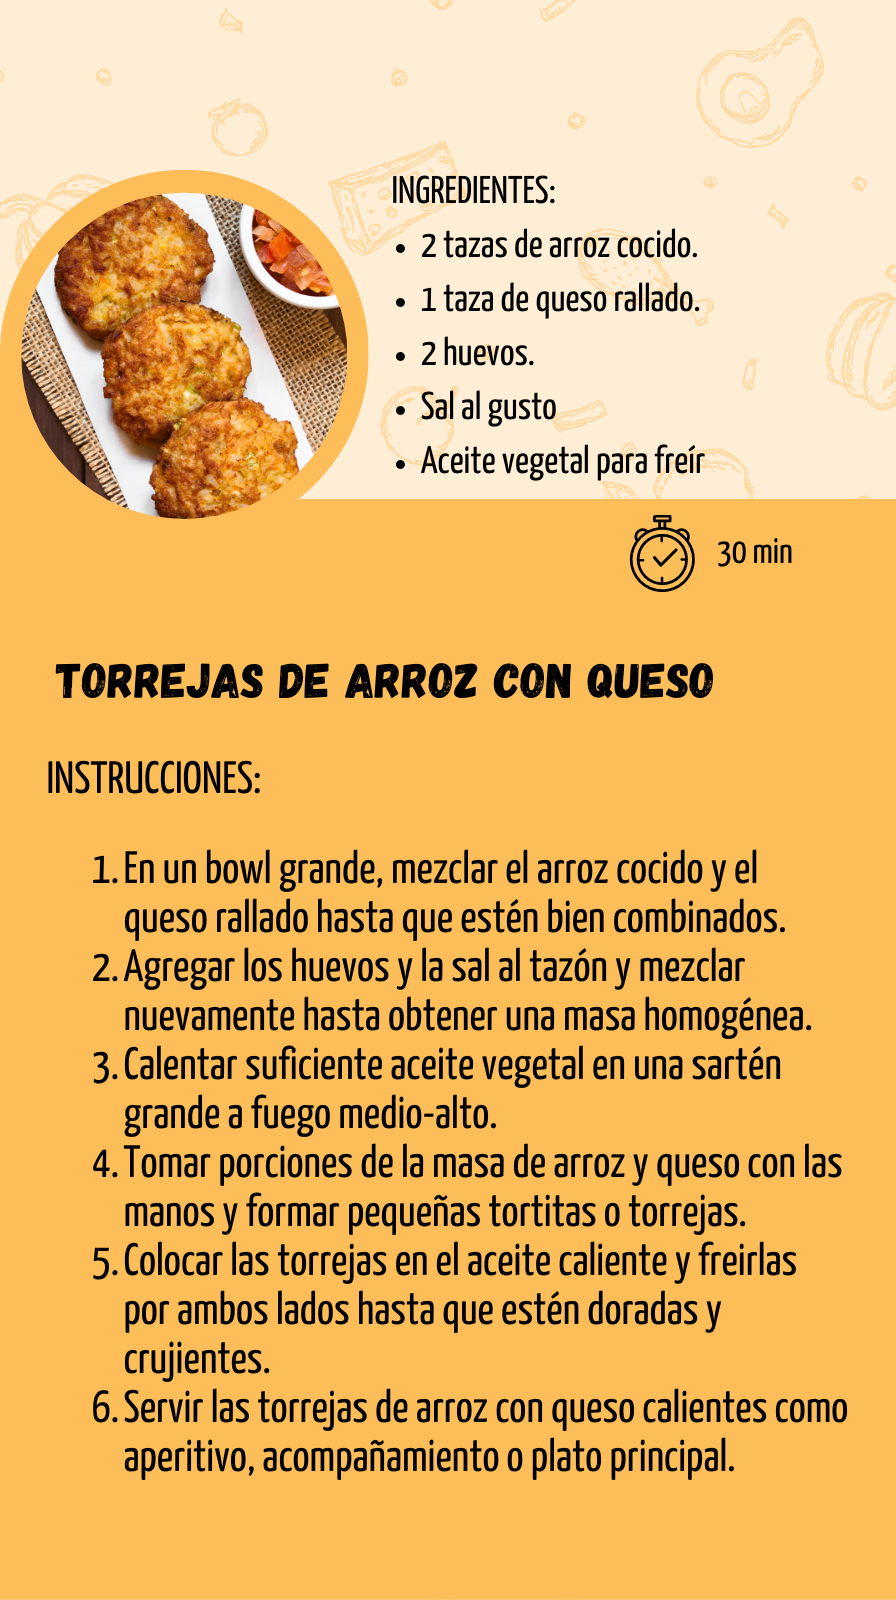 INGREDIENTES:
• 2 tazas de arroz cocido.
• 1 taza de queso rallado.
• 2 huevos.
• Sal al gusto
• Aceite vegetal para freír
30 min
TORREJAS DE ARROZ CON QUESO
INSTRUCCIONES:
1. En un bowl grande, mezclar el arroz cocido y el
queso rallado hasta que estén bien combinados.
2. Agregar los huevos y la sal al tazón y mezclar
nuevamente hasta obtener una masa homogénea.
3. Calentar suficiente aceite vegetal en una sartén
grande a fuego medio-alto.
4. Tomar porciones de la masa de arroz y queso con las
manos y formar pequeñas tortitas o torrejas.
5. Colocar las torrejas en el aceite caliente y freirlas
por ambos lados hasta que estén doradas y
crujientes.
6. Servir las torrejas de arroz con queso calientes como
aperitivo, acompañamiento o plato principal.